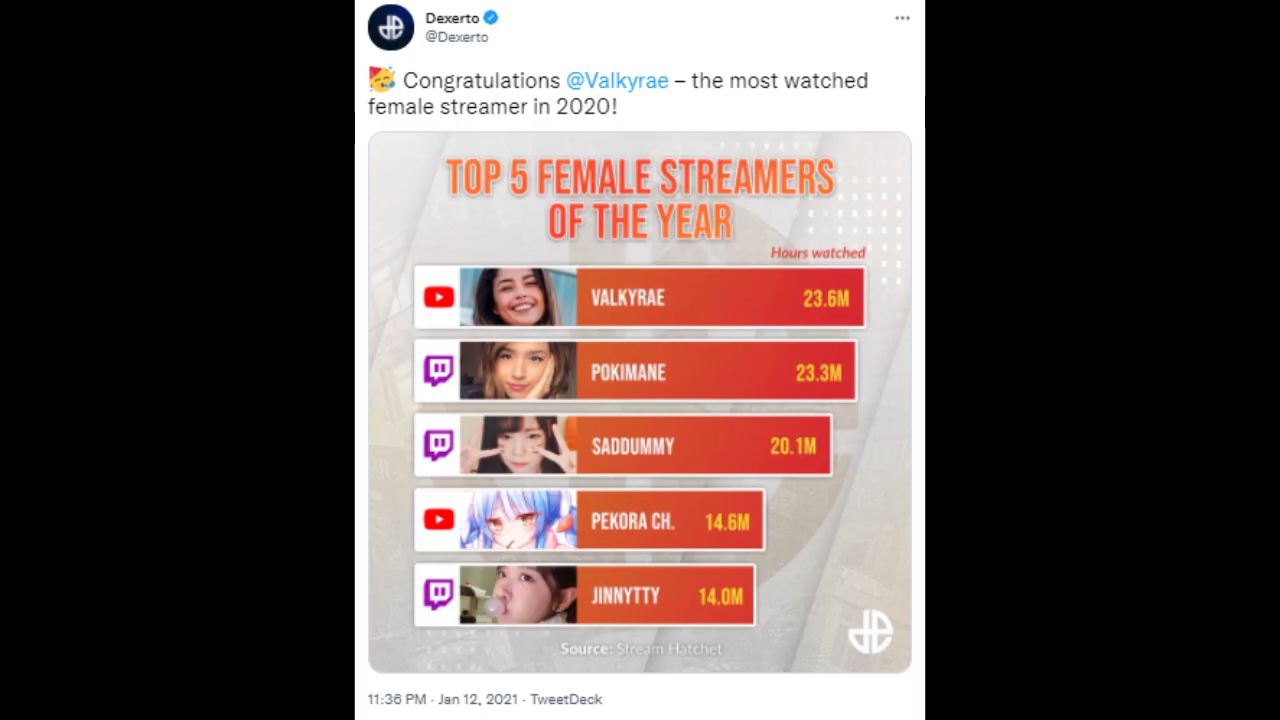 Dexerto
@Dexerto
🥳 Congratulations @Valkyrae – the most watched
female streamer in 2020!
TOP 5 FEMALE STREAMERS
OF THE YEAR
Hours watched
VALKYRAE 23.6M
POKIMANE 23.3M
SADDUMMY 20.1M
PEKORA CH. 14.6M
JINNYTTY 14.0M
Source: Stream Hatchet
11:36 PM · Jan 12, 2021 · TweetDeck